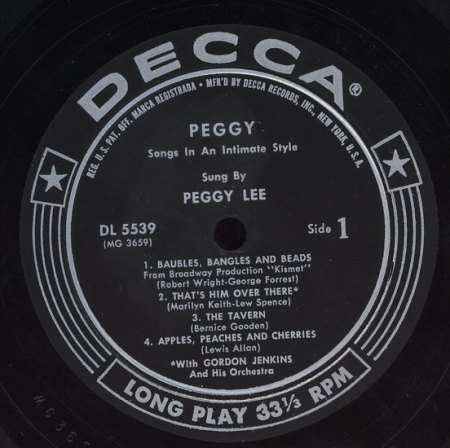 DECCA®
REG. U.S. PAT. OFF. MARCA REGISTRADA • MFR'D BY DECCA RECORDS, INC., NEW YORK, U.S.A.
PEGGY
Songs In An Intimate Style
Sung By
PEGGY LEE
DL 5539
(MG 3659)
Side 1
1. BAUBLES, BANGLES AND BEADS
From Broadway Production "Kismet"
(Robert Wright-George Forrest)
2. THAT'S HIM OVER THERE*
(Marilyn Keith-Lew Spence)
3. THE TAVERN
(Bernice Gooden)
4. APPLES, PEACHES AND CHERRIES
(Lewis Allan)
*With GORDON JENKINS
And His Orchestra
LONG PLAY 33⅓ RPM